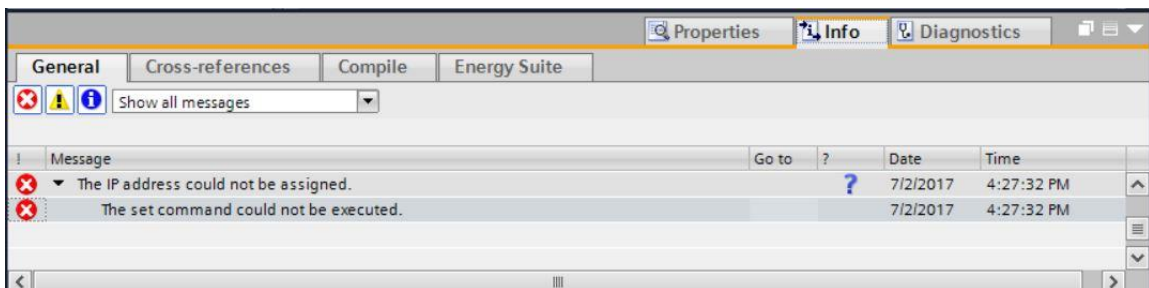 Properties Info Diagnostics
General Cross-references Compile Energy Suite
Show all messages
! Message Go to ? Date Time
The IP address could not be assigned. ? 7/2/2017 4:27:32 PM
The set command could not be executed. 7/2/2017 4:27:32 PM